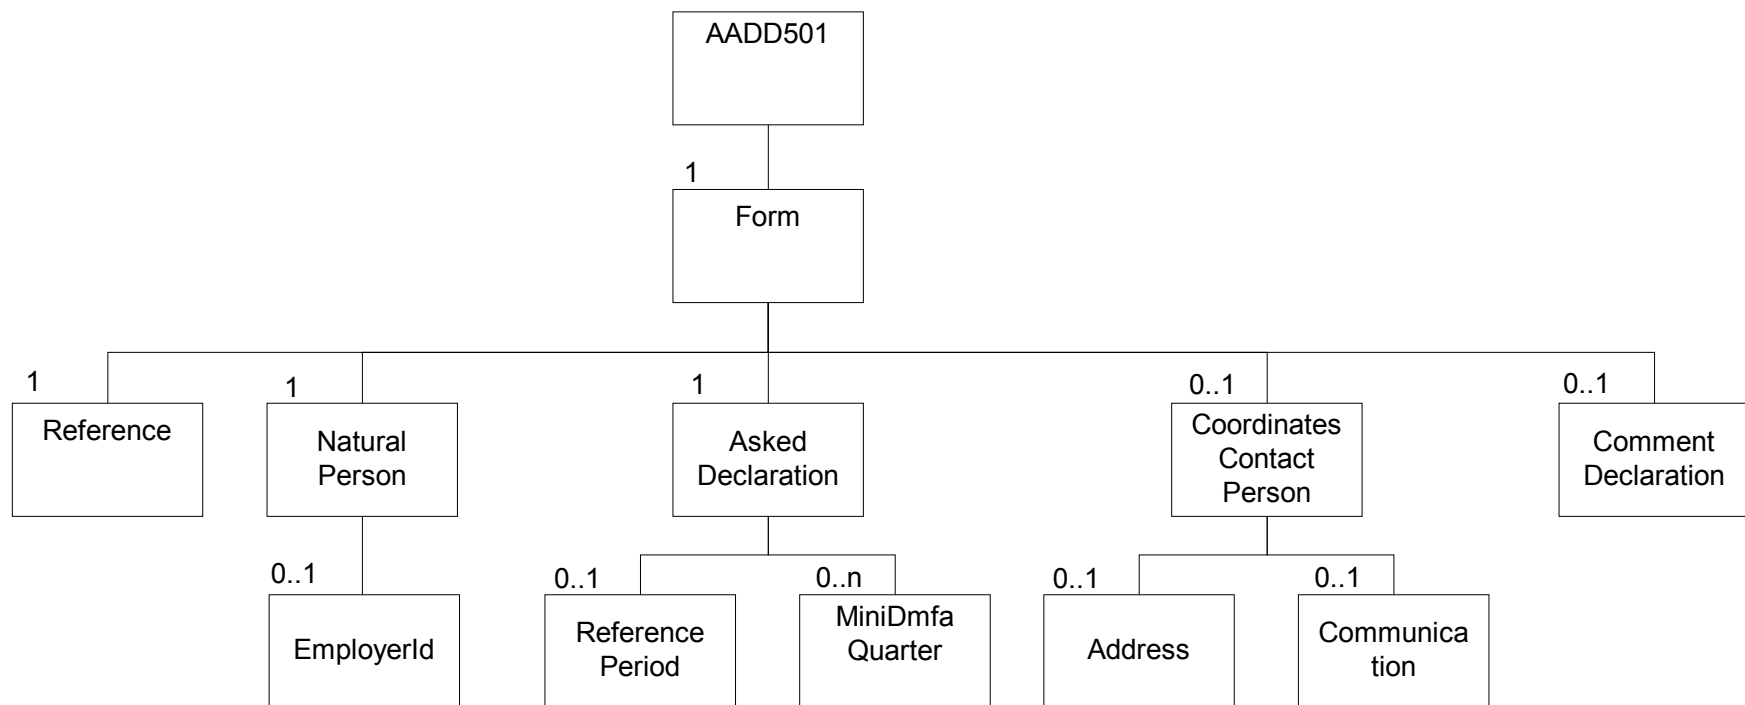 AADD501
1
Form
1
1
1
0..1
0..1
Reference
Natural
Person
Asked
Declaration
Coordinates
Contact
Person
Comment
Declaration
0..1
0..1
0..n
0..1
0..1
EmployerId
Reference
Period
MiniDmfa
Quarter
Address
Communica
tion